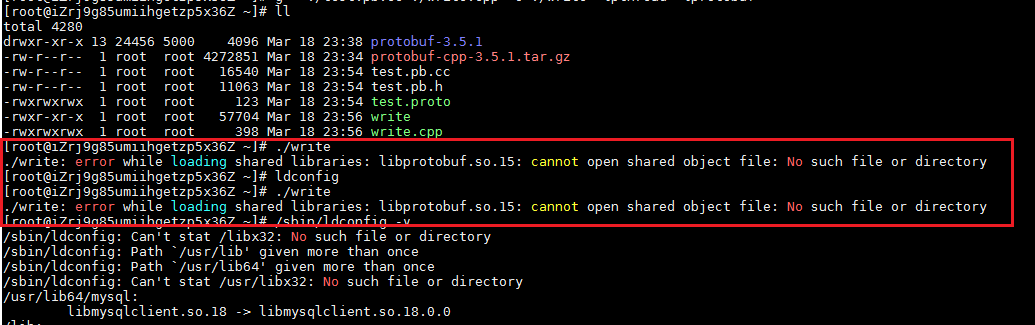 [root@iZrj9g85umiihgetzp5x36Z ~]# ll
total 4280
drwxr-xr-x 13 24456 5000    4096 Mar 18 23:38 protobuf-3.5.1
-rw-r--r--  1 root  root 4272851 Mar 18 23:34 protobuf-cpp-3.5.1.tar.gz
-rw-r--r--  1 root  root   16540 Mar 18 23:54 test.pb.cc
-rw-r--r--  1 root  root   11063 Mar 18 23:54 test.pb.h
-rwxrwxrwx  1 root  root     123 Mar 18 23:54 test.proto
-rwxrwxrwx  1 root  root   57704 Mar 18 23:56 write
-rwxrwxrwx  1 root  root     398 Mar 18 23:56 write.cpp
[root@iZrj9g85umiihgetzp5x36Z ~]# ./write
./write: error while loading shared libraries: libprotobuf.so.15: cannot open shared object file: No such file or directory
[root@iZrj9g85umiihgetzp5x36Z ~]# ldconfig
[root@iZrj9g85umiihgetzp5x36Z ~]# ./write
./write: error while loading shared libraries: libprotobuf.so.15: cannot open shared object file: No such file or directory
[root@iZrj9g85umiihgetzp5x36Z ~]# /sbin/ldconfig -v
/sbin/ldconfig: Can't stat /libx32: No such file or directory
/sbin/ldconfig: Path `/usr/lib' given more than once
/sbin/ldconfig: Path `/usr/lib64' given more than once
/sbin/ldconfig: Can't stat /usr/libx32: No such file or directory
/usr/lib64/mysql:
        libmysqlclient.so.18 -> libmysqlclient.so.18.0.0